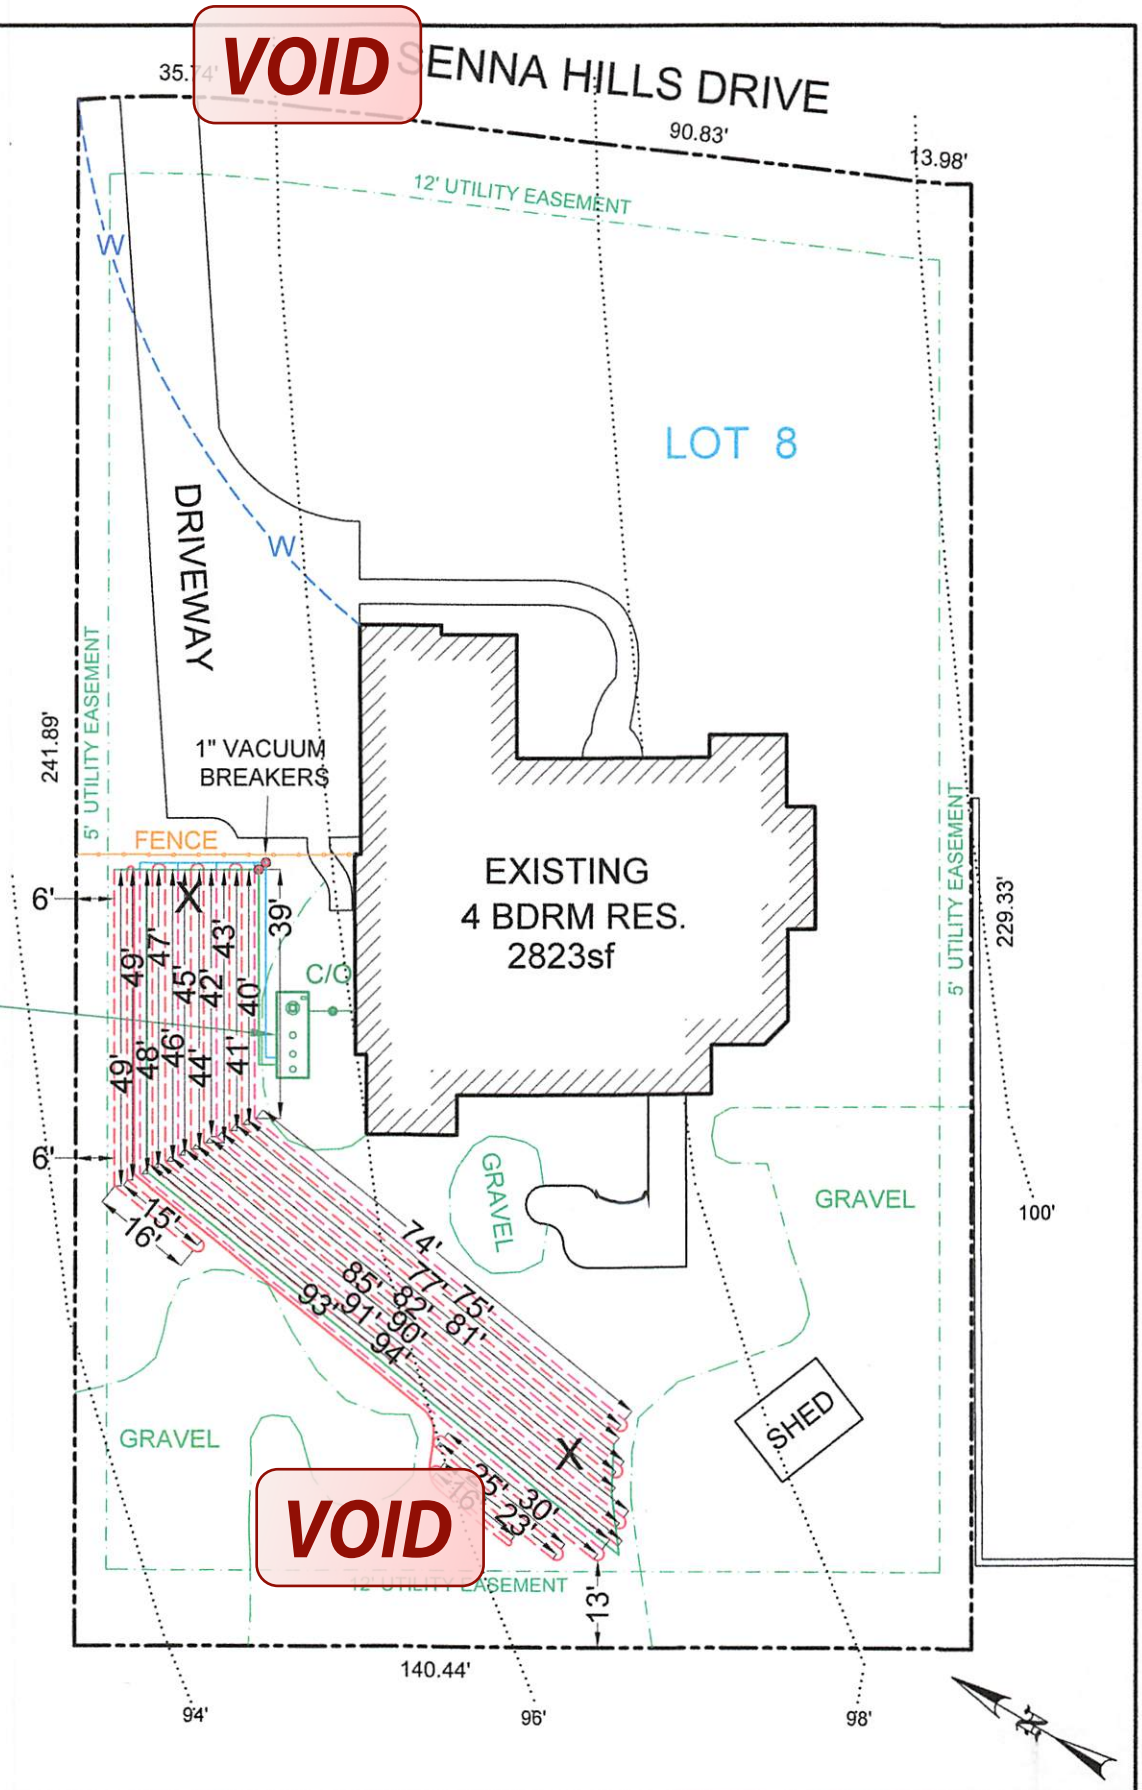 VOID
SENNA HILLS DRIVE
35.74'
90.83'
13.98'
12' UTILITY EASEMENT
W
LOT 8
W
DRIVEWAY
5' UTILITY EASEMENT
241.89'
1" VACUUM
BREAKERS
FENCE
5' UTILITY EASEMENT
229.33'
EXISTING
4 BDRM RES.
2823sf
6'
X
39'
49'
47'
45'
42'
43'
40'
C/O
49'
48'
46'
44'
41'
6'
15'
16'
GRAVEL
GRAVEL
100'
74'
77'
75'
85'
82'
81'
93'
91'
90'
94'
GRAVEL
SHED
X
25'
30'
16'
23'
VOID
12' UTILITY EASEMENT
13'
140.44'
94'
96'
98'
N